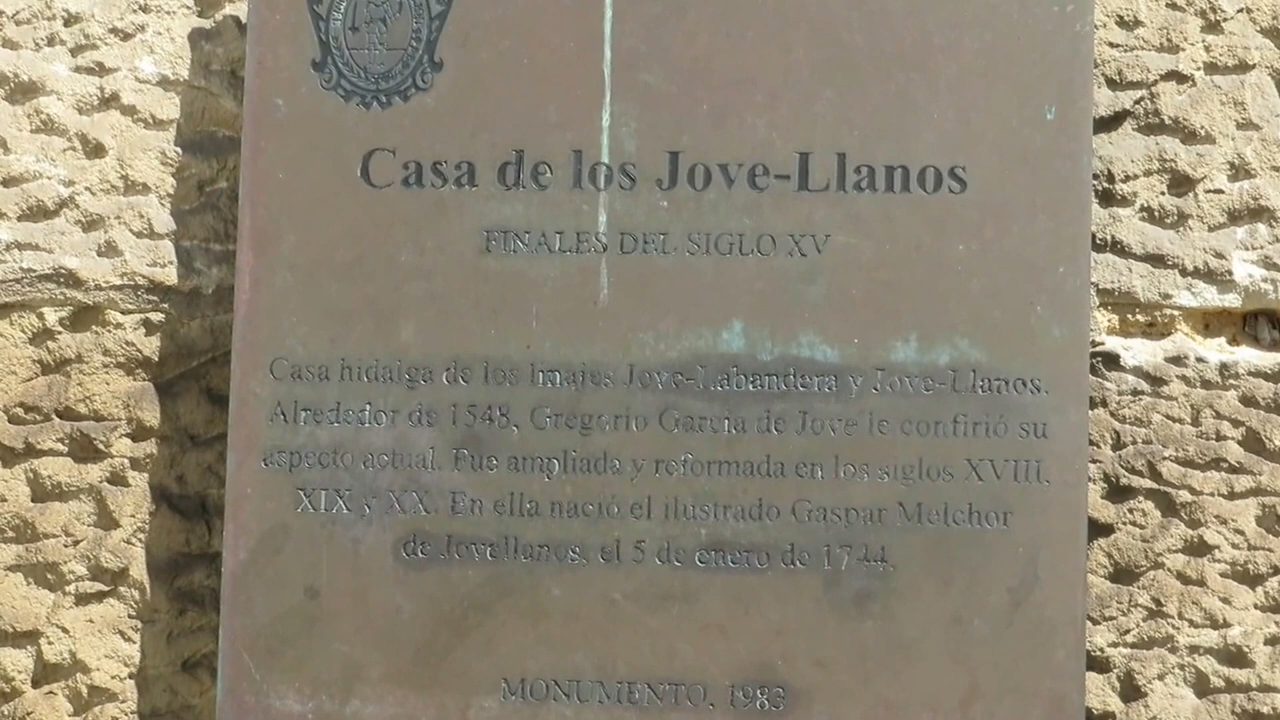 Casa de los Jove-Llanos
FINALES DEL SIGLO XV
Casa hidalga de los linajes Jove-Labandera y Jove-Llanos.
Alrededor de 1548, Gregorio García de Jove le confirió su
aspecto actual. Fue ampliada y reformada en los siglos XVIII,
XIX y XX. En ella nació el ilustrado Gaspar Melchor
de Jovellanos, el 5 de enero de 1744.
MONUMENTO, 1983